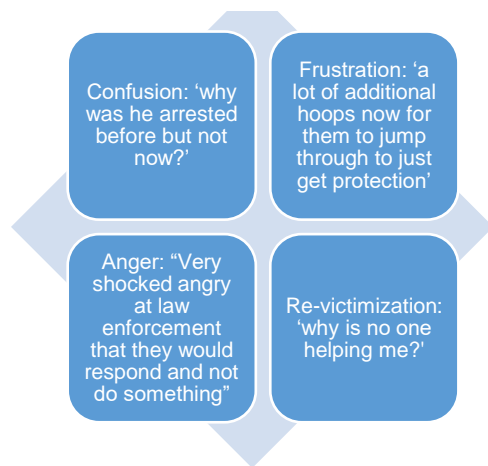 Confusion: ‘why
was he arrested
before but not
now?’
Frustration: ‘a
lot of additional
hoops now for
them to jump
through to just
get protection’
Anger: “Very
shocked angry
at law
enforcement
that they would
respond and not
do something”
Re-victimization:
‘why is no one
helping me?’